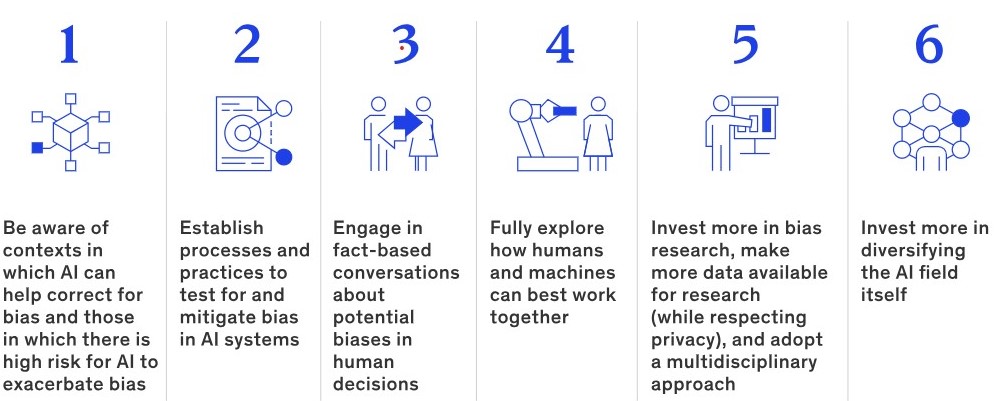 1
Be aware of
contexts in
which AI can
help correct for
bias and those
in which there is
high risk for AI to
exacerbate bias
2
Establish
processes and
practices to
test for and
mitigate bias
in AI systems
3
Engage in
fact-based
conversations
about
potential
biases in
human
decisions
4
Fully explore
how humans
and machines
can best work
together
5
Invest more in bias
research, make
more data available
for research
(while respecting
privacy), and adopt
a multidisciplinary
approach
6
Invest more in
diversifying
the AI field
itself